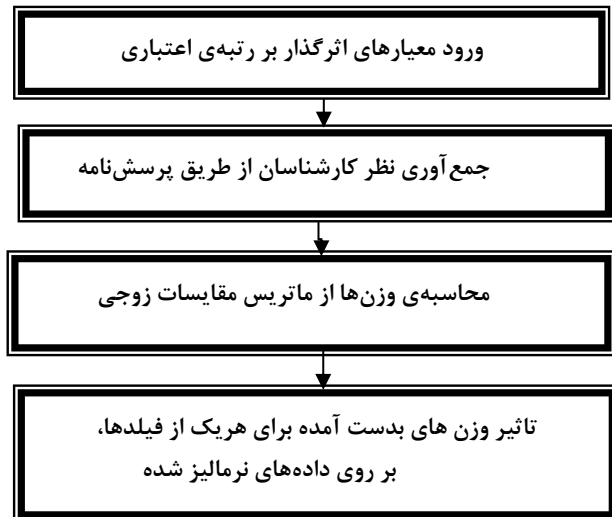 ورود معیارهای اثرگذار بر رتبه‌ی اعتباری
جمع‌آوری نظر کارشناسان از طریق پرسش‌نامه
محاسبه‌ی وزن‌ها از ماتریس مقایسات زوجی
تاثیر وزن های بدست آمده برای هریک از فیلدها،
بر روی داده‌های نرمالیز شده